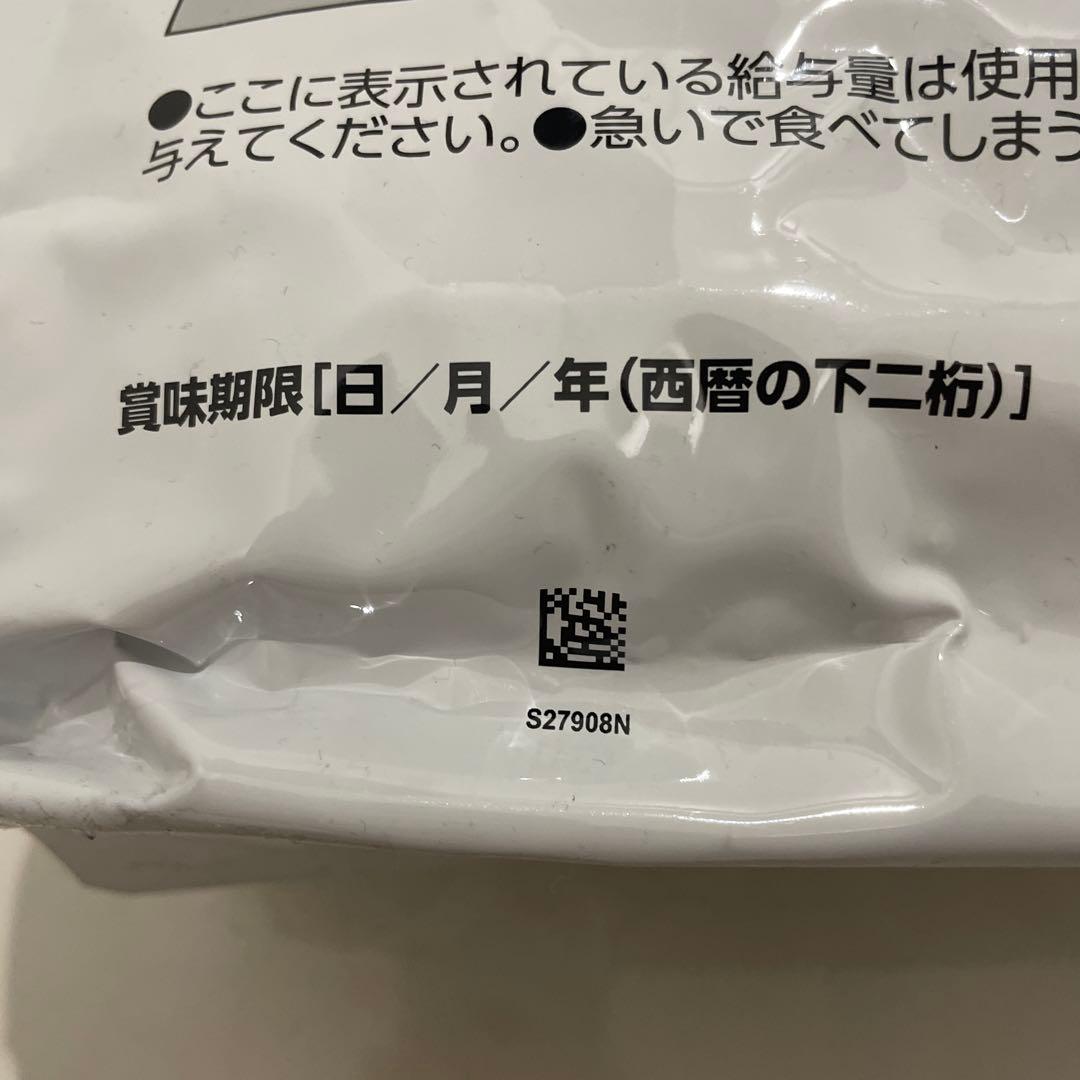 ●ここに表示されている給与量は使用
与えてください。●急いで食べてしまう
賞味期限[日／月／年(西暦の下二桁)]
S27908N